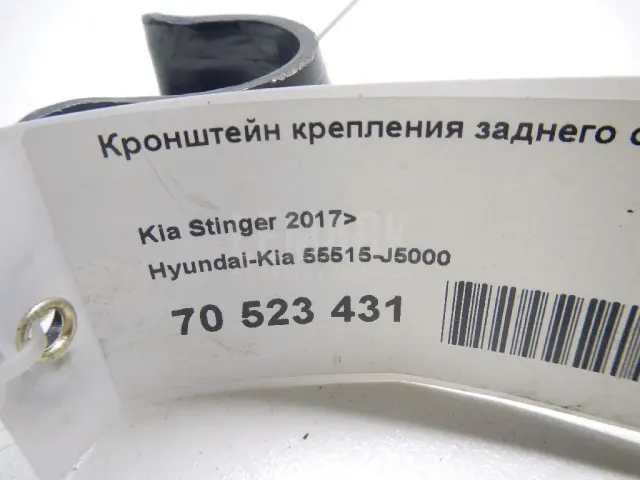 Кронштейн крепления заднего с
Kia Stinger 2017>
Hyundai-Kia 55515-J5000
70 523 431